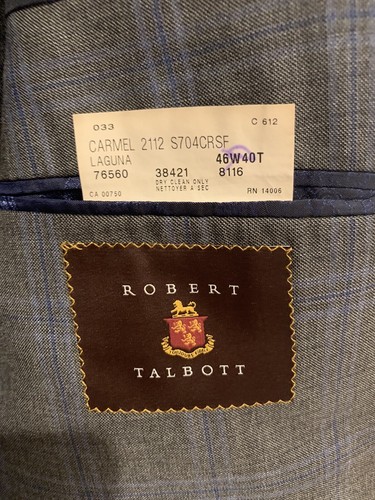 033 C 612
CARMEL 2112 S704CRSF
LAGUNA 46W40T
76560 38421 8116
DRY CLEAN ONLY
CA 00750 NETTOYER A SEC RN 14006
ROBERT
TALBOTT